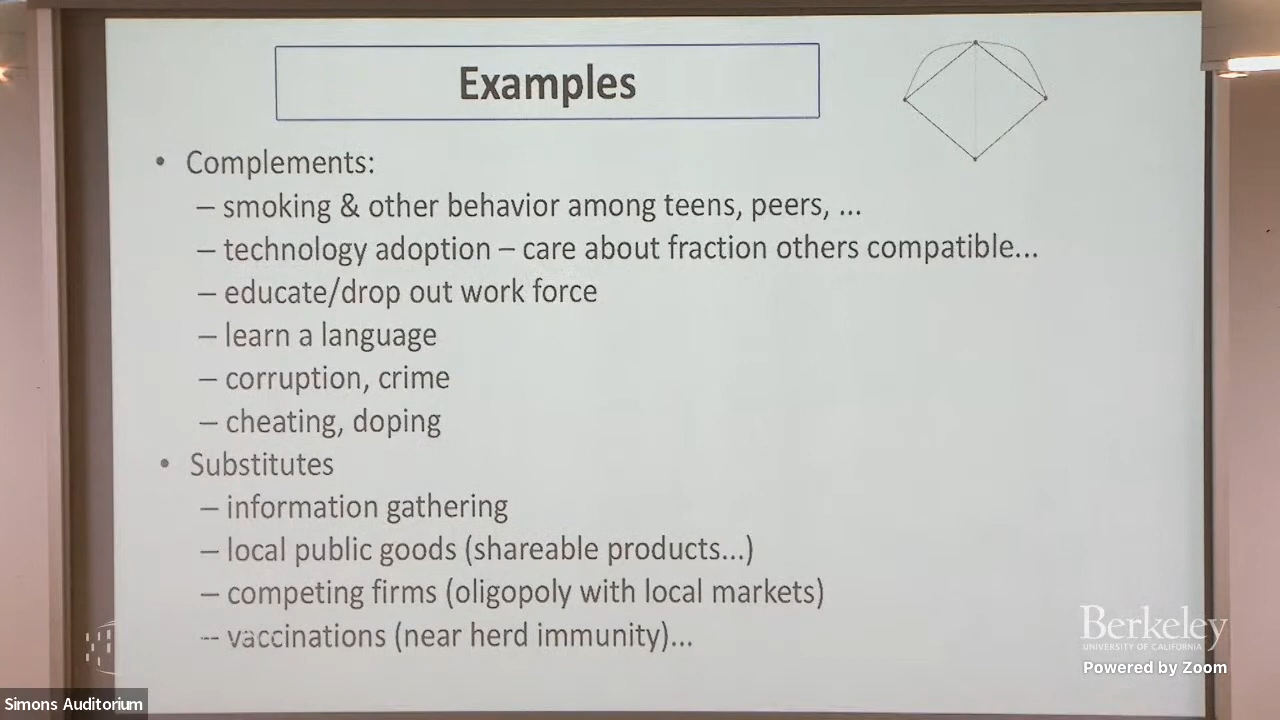 Examples
• Complements:
– smoking & other behavior among teens, peers, ...
– technology adoption – care about fraction others compatible...
– educate/drop out work force
– learn a language
– corruption, crime
– cheating, doping
• Substitutes
– information gathering
– local public goods (shareable products...)
– competing firms (oligopoly with local markets)
-- vaccinations (near herd immunity)...
Berkeley
UNIVERSITY OF CALIFORNIA
Powered by Zoom
Simons Auditorium